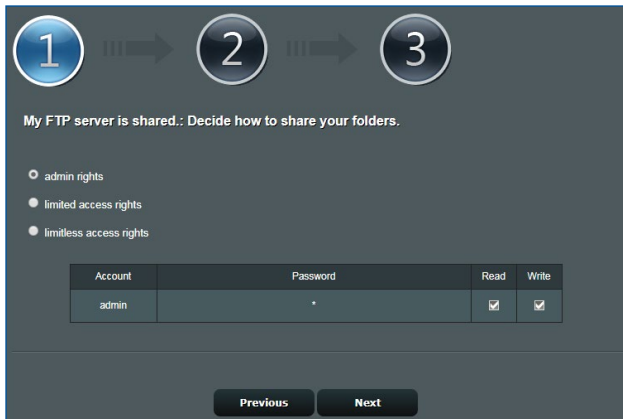 1 2 3
My FTP server is shared.: Decide how to share your folders.
admin rights
limited access rights
limitless access rights
Account Password Read Write
admin *
Previous Next